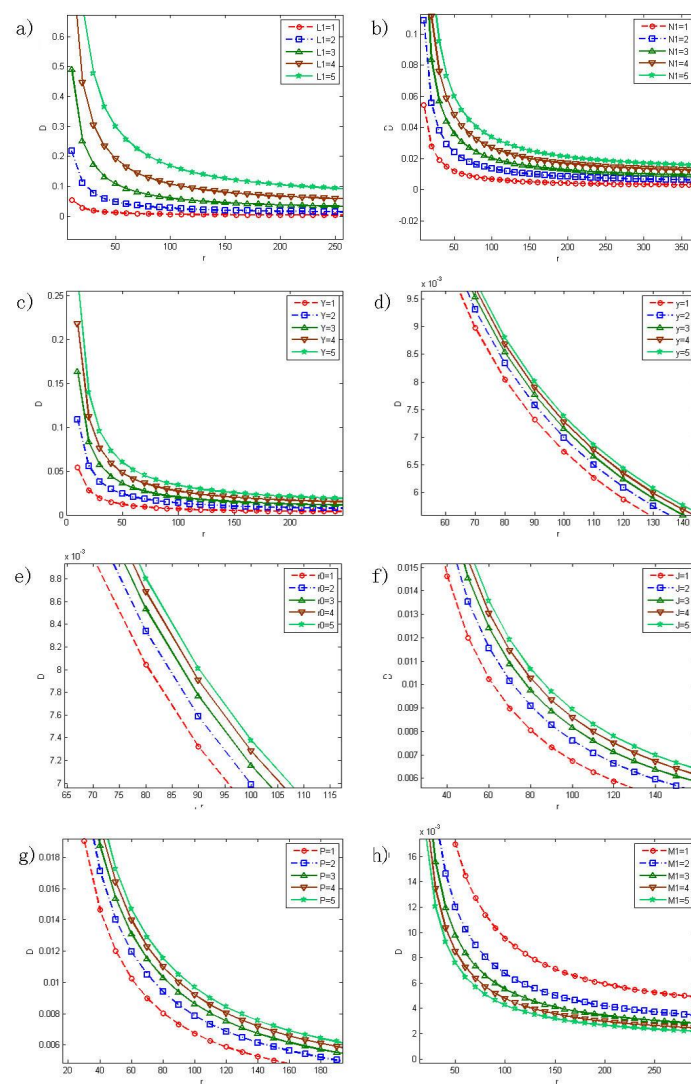 a)
0.6
0.5
0.4
0.3
0.2
0.1
0
D
50
100
150
200
250
r
L1=1
L1=2
L1=3
L1=4
L1=5
b)
0.1
0.08
0.06
0.04
0.02
0
-0.02
D
50
100
150
200
250
300
350
r
N1=1
N1=2
N1=3
N1=4
N1=5
c)
0.25
0.2
0.15
0.1
0.05
0
D
0
50
100
150
200
r
Y=1
Y=2
Y=3
Y=4
Y=5
d)
x 10⁻³
9.5
9
8.5
8
7.5
7
6.5
6
D
60
70
80
90
100
110
120
130
140
r
y=1
y=2
y=3
y=4
y=5
e)
x 10⁻³
8.8
8.6
8.4
8.2
8
7.8
7.6
7.4
7.2
7
D
65
70
75
80
85
90
95
100
105
110
115
r
r0=1
r0=2
r0=3
r0=4
r0=5
f)
0.015
0.014
0.013
0.012
0.011
0.01
0.009
0.008
0.007
0.006
D
40
60
80
100
120
140
r
J=1
J=2
J=3
J=4
J=5
g)
0.018
0.016
0.014
0.012
0.01
0.008
0.006
D
20
40
60
80
100
120
140
160
180
r
P=1
P=2
P=3
P=4
P=5
h)
x 10⁻³
16
14
12
10
8
6
4
2
0
D
50
100
150
200
250
r
M1=1
M1=2
M1=3
M1=4
M1=5